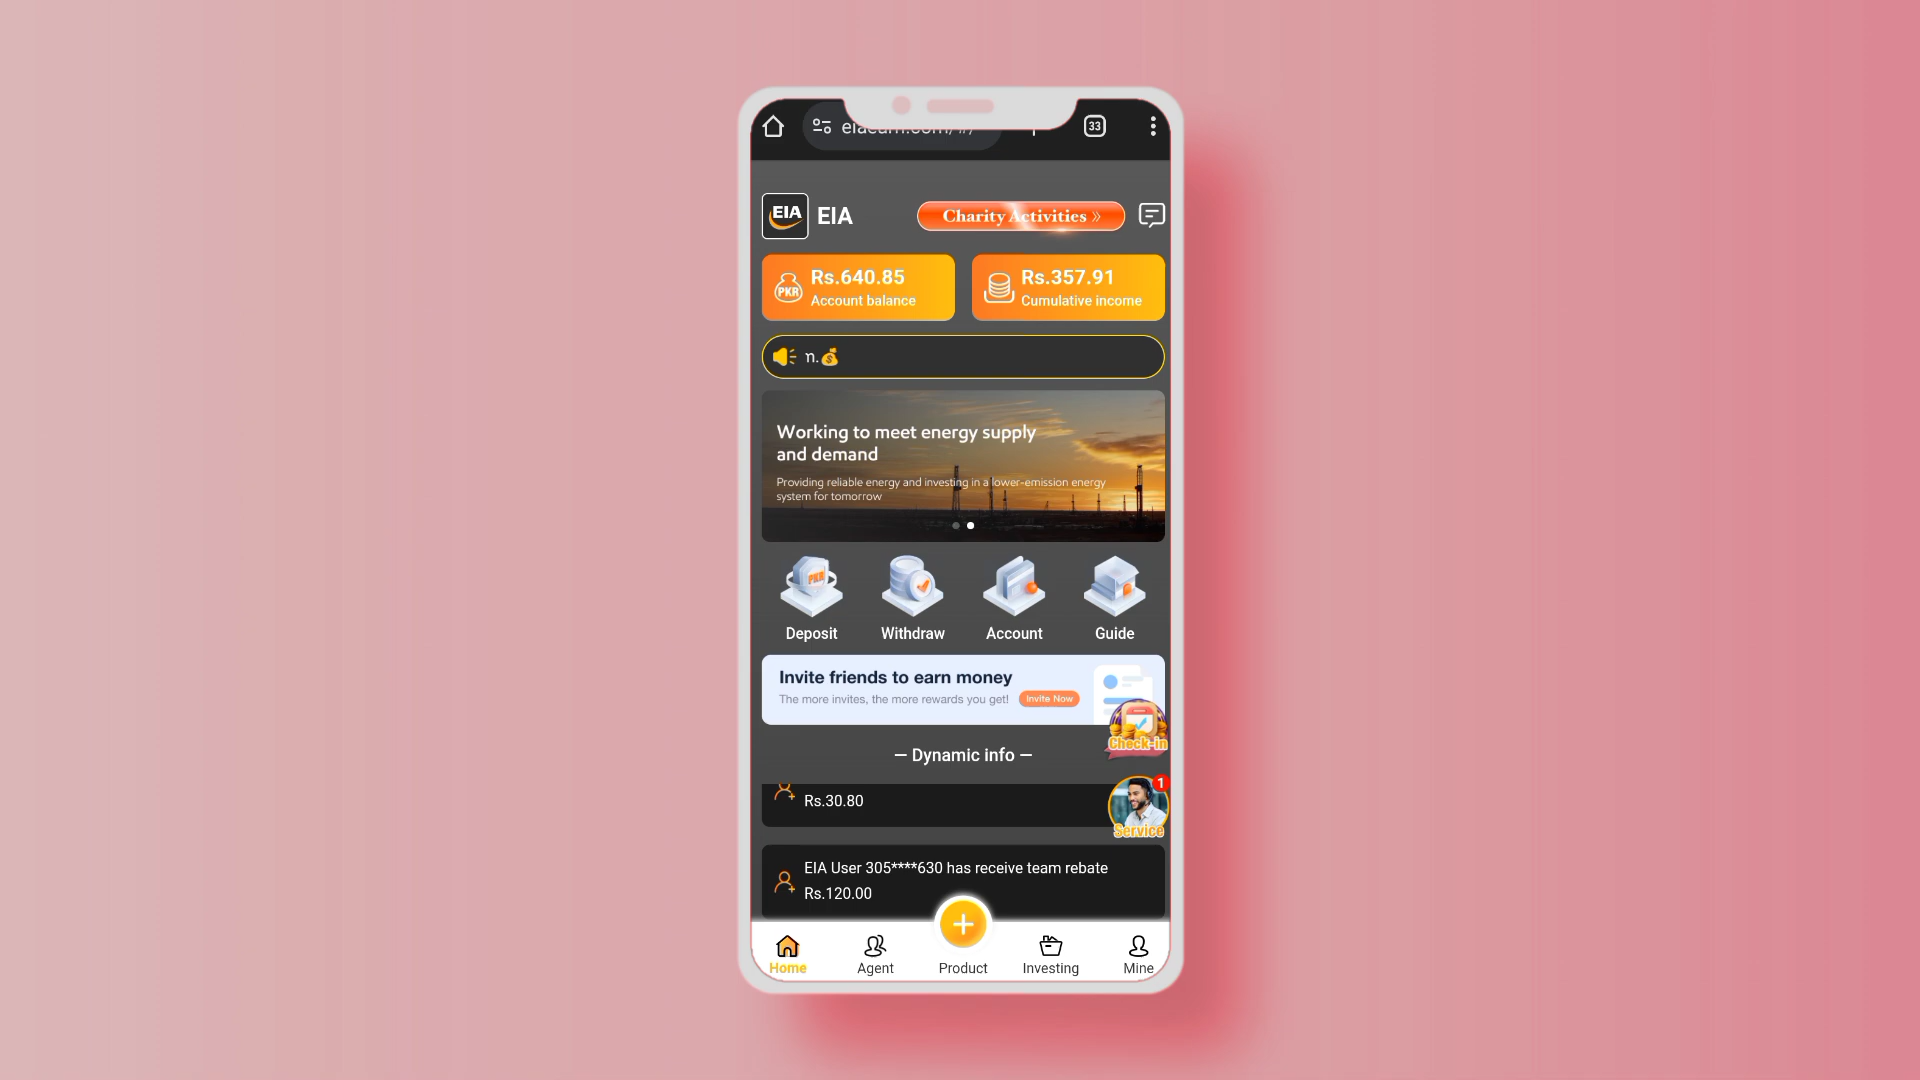 33
EIA
EIA
Charity Activities »
Rs.640.85
Account balance
PKR
Rs.357.91
Cumulative income
n.💰
Working to meet energy supply
and demand
Providing reliable energy and investing in a lower-emission energy
system for tomorrow
PKR
Deposit
Withdraw
Account
Guide
Invite friends to earn money
The more invites, the more rewards you get!
Invite Now
Check-in
— Dynamic info —
Rs.30.80
1
Service
EIA User 305****630 has receive team rebate
Rs.120.00
Home
Agent
Product
Investing
Mine